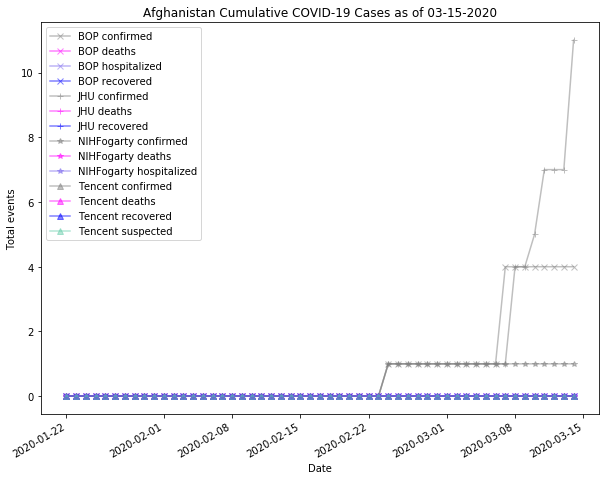 Afghanistan Cumulative COVID-19 Cases as of 03-15-2020
BOP confirmed
BOP deaths
BOP hospitalized
BOP recovered
JHU confirmed
JHU deaths
JHU recovered
NIHFogarty confirmed
NIHFogarty deaths
NIHFogarty hospitalized
Tencent confirmed
Tencent deaths
Tencent recovered
Tencent suspected
Total events
10
8
6
4
2
0
2020-01-22
2020-02-01
2020-02-08
2020-02-15
2020-02-22
2020-03-01
2020-03-08
2020-03-15
Date